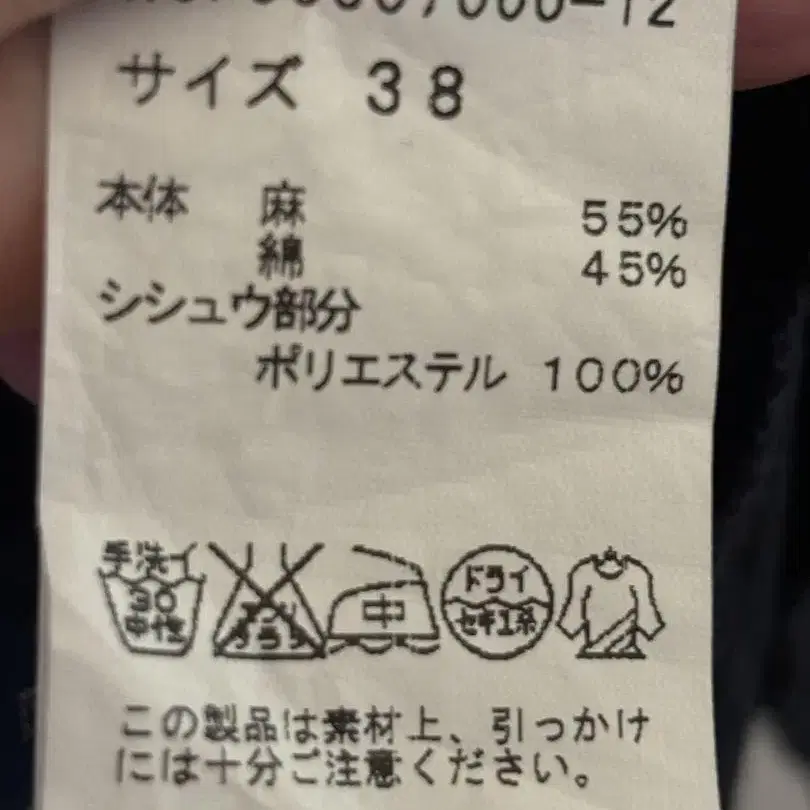 サイズ 38
本体 麻 55%
綿 45%
シシュウ部分
ポリエステル 100%
手洗イ
30
中性
中
ドライ
セキユ系
この製品は素材上、引っかけ
には十分ご注意ください。